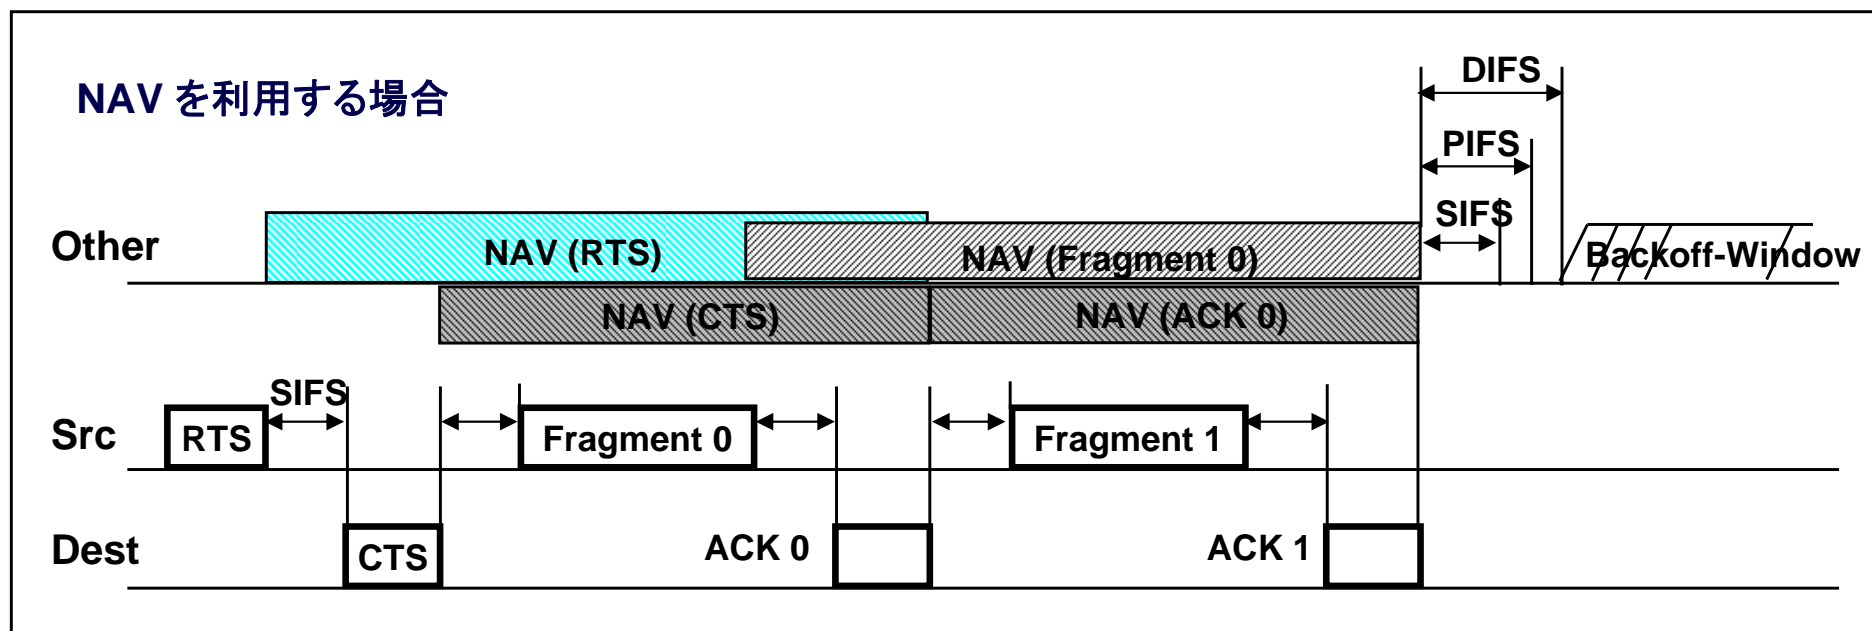 NAV を利用する場合
DIFS
PIFS
SIFS
Other
NAV (RTS)
NAV (Fragment 0)
Backoff-Window
NAV (CTS)
NAV (ACK 0)
SIFS
Src
RTS
Fragment 0
Fragment 1
Dest
CTS
ACK 0
ACK 1